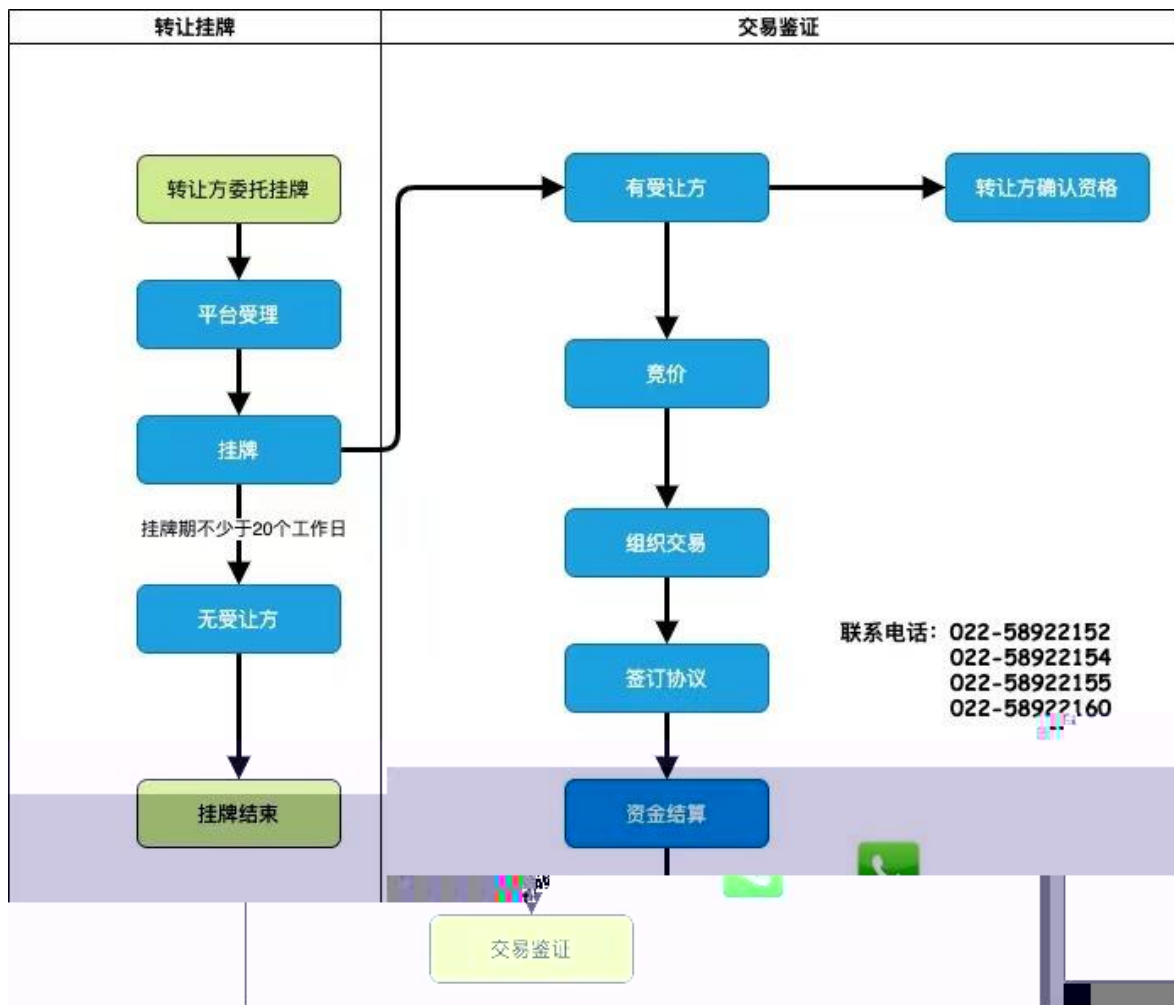 转让挂牌
交易鉴证
转让方委托挂牌
平台受理
挂牌
挂牌期不少于20个工作日
无受让方
挂牌结束
有受让方
转让方确认资格
竞价
组织交易
签订协议
资金结算
联系电话：022-58922152
022-58922154
022-58922155
022-58922160
交易鉴证